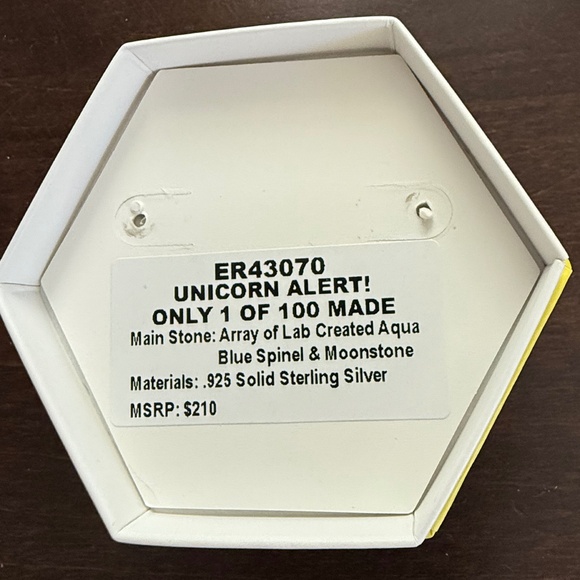 ER43070
UNICORN ALERT!
ONLY 1 OF 100 MADE
Main Stone: Array of Lab Created Aqua
Blue Spinel & Moonstone
Materials: .925 Solid Sterling Silver
MSRP: $210